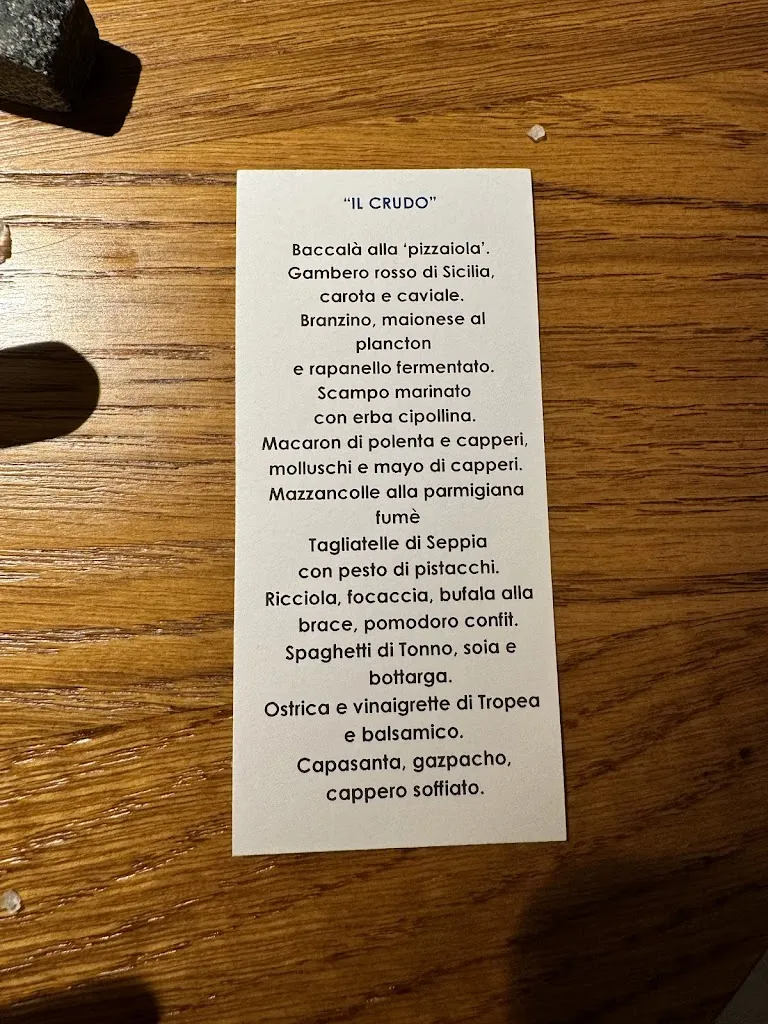 “IL CRUDO”
Baccalà alla ‘pizzaiola’.
Gambero rosso di Sicilia,
carota e caviale.
Branzino, maionese al
plancton
e rapanello fermentato.
Scampo marinato
con erba cipollina.
Macaron di polenta e capperi,
molluschi e mayo di capperi.
Mazzancolle alla parmigiana
fumè
Tagliatelle di Seppia
con pesto di pistacchi.
Ricciola, focaccia, bufala alla
brace, pomodoro confit.
Spaghetti di Tonno, soia e
bottarga.
Ostrica e vinaigrette di Tropea
e balsamico.
Capasanta, gazpacho,
cappero soffiato.